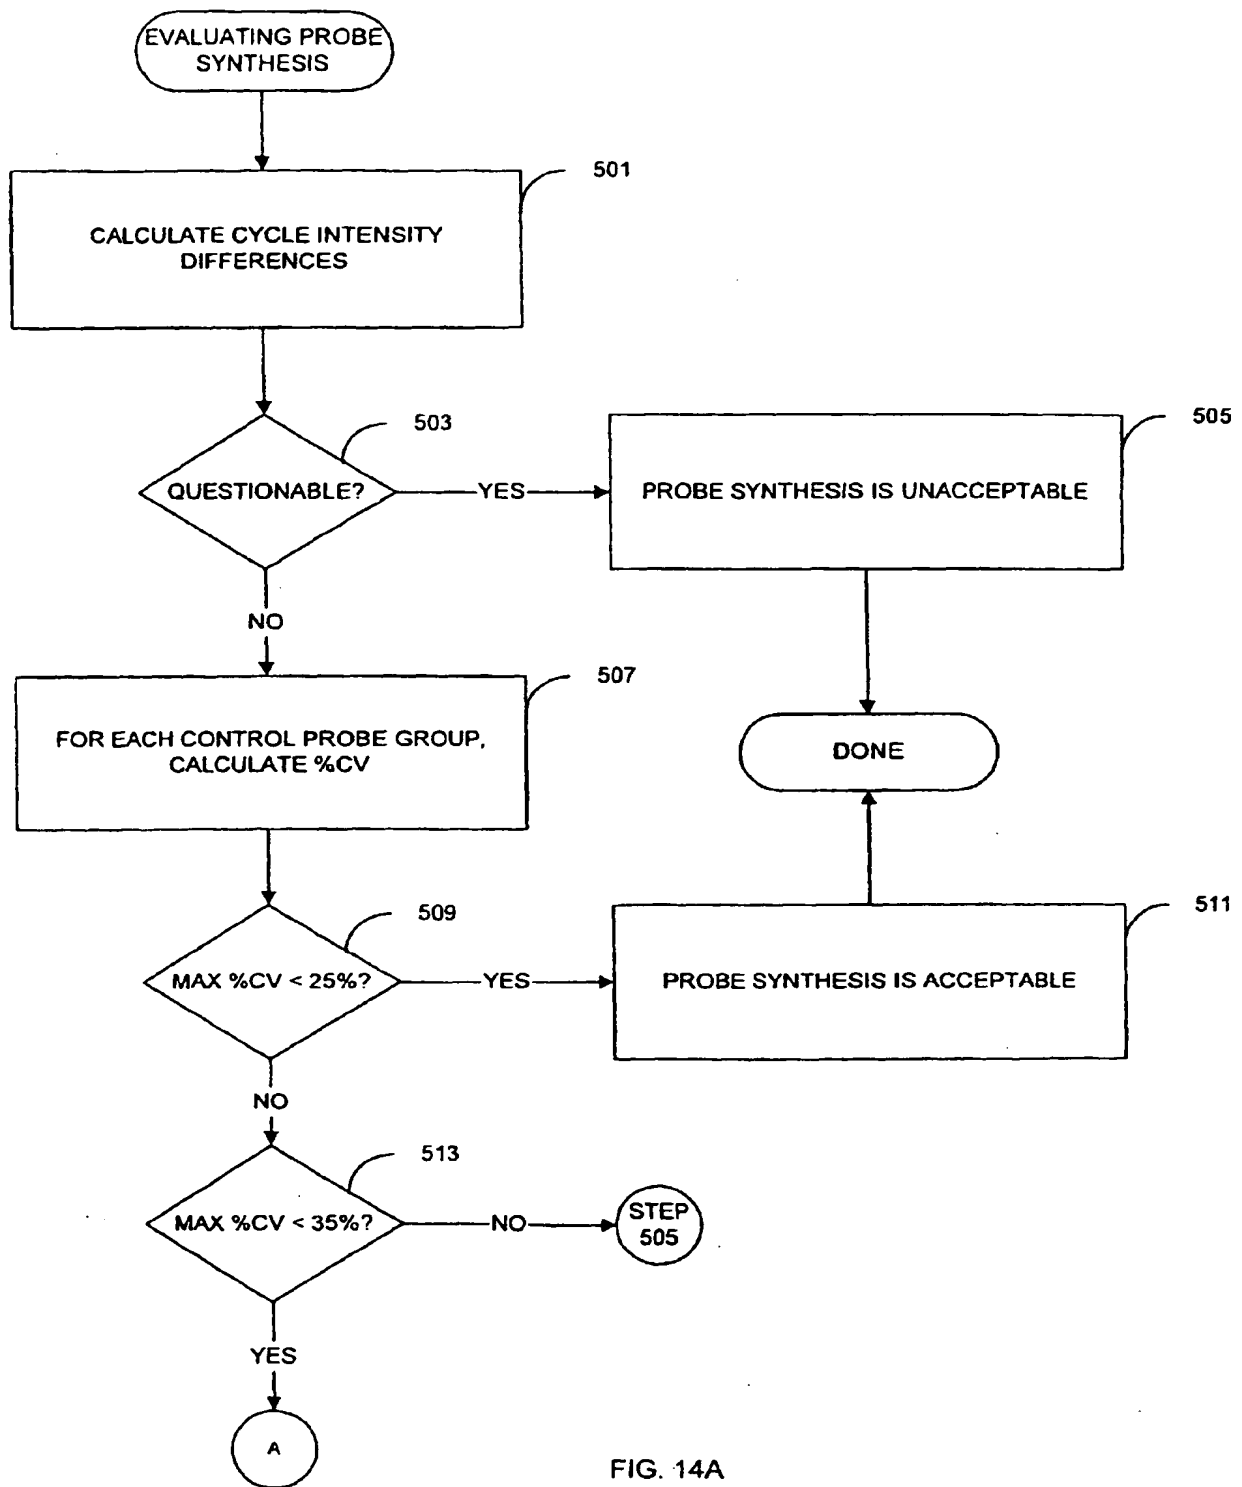 EVALUATING PROBE
SYNTHESIS
501
CALCULATE CYCLE INTENSITY
DIFFERENCES
503
505
QUESTIONABLE?
YES
PROBE SYNTHESIS IS UNACCEPTABLE
NO
507
FOR EACH CONTROL PROBE GROUP,
CALCULATE %CV
DONE
509
511
MAX %CV < 25%?
YES
PROBE SYNTHESIS IS ACCEPTABLE
NO
513
MAX %CV < 35%?
NO
STEP
505
YES
A
FIG. 14A